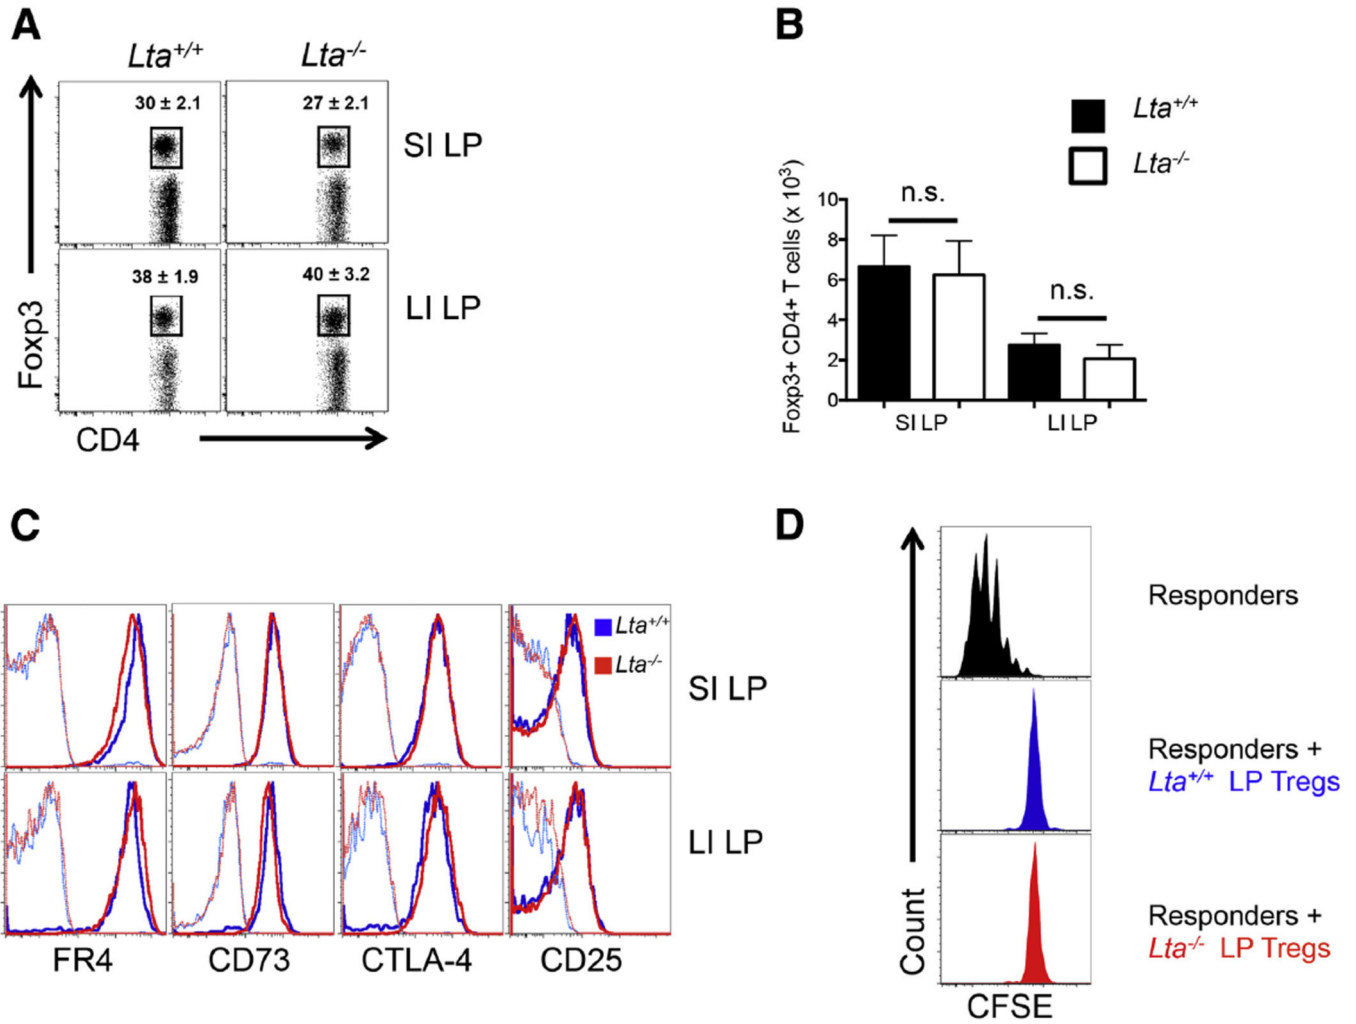 A
Lta+/+
Lta-/-
30 ± 2.1
27 ± 2.1
SI LP
38 ± 1.9
40 ± 3.2
LI LP
Foxp3
CD4
B
Lta+/+
Lta-/-
Foxp3+ CD4+ T cells (x 10³)
10
8
6
4
2
0
n.s.
n.s.
SI LP
LI LP
C
Lta+/+
Lta-/-
SI LP
LI LP
FR4
CD73
CTLA-4
CD25
D
Responders
Responders +
Lta+/+ LP Tregs
Responders +
Lta-/- LP Tregs
Count
CFSE